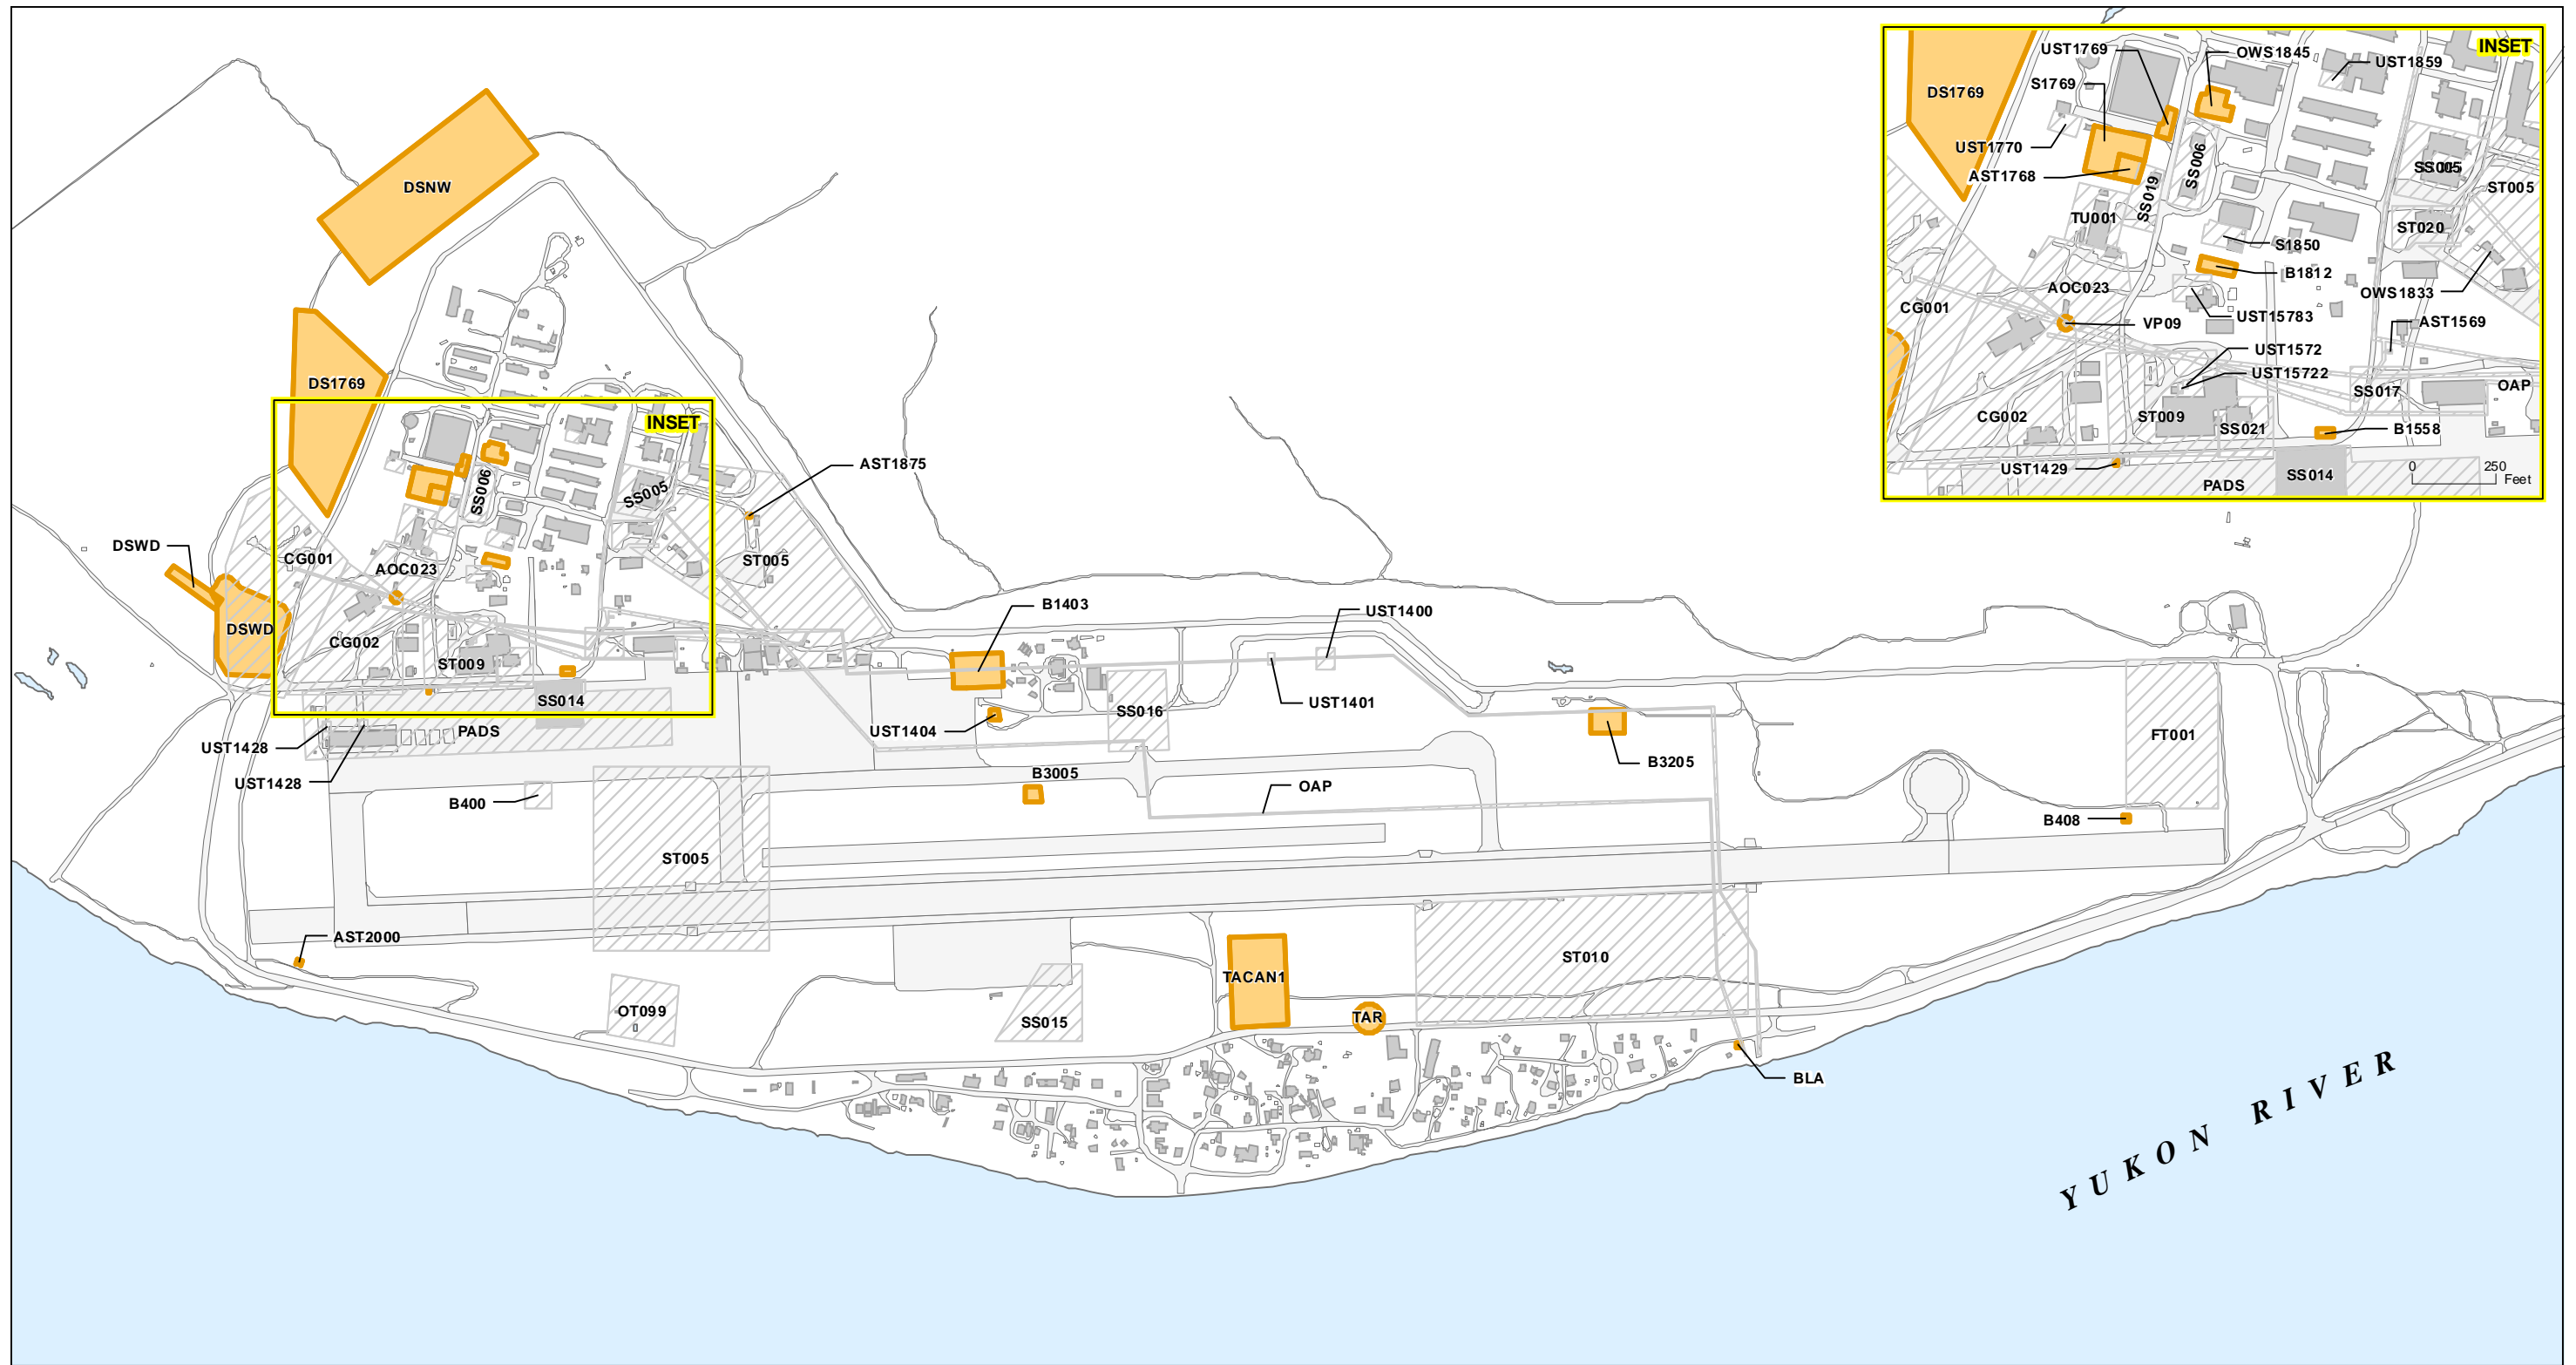 INSET
UST1769
OWS1845
UST1859
S1769
DS1769
UST1770
AST1768
SS006
SS019
TU001
SS005
ST005
ST020
S1850
B1812
OWS1833
AOC023
CG001
VP09
UST15783
AST1569
UST1572
UST15722
SS017
OAP
CG002
ST009
SS021
B1558
UST1429
SS014
PADS
0 250
Feet
DSNW
DS1769
INSET
AST1875
SS006
SS005
DSWD
CG001
AOC023
ST005
DSWD
CG002
ST009
SS014
PADS
UST1428
UST1428
B1403
UST1400
UST1401
UST1404
SS016
B3005
B400
OAP
B3205
FT001
B408
ST005
AST2000
TACAN1
ST010
OT099
SS015
TAR
BLA
YUKON RIVER